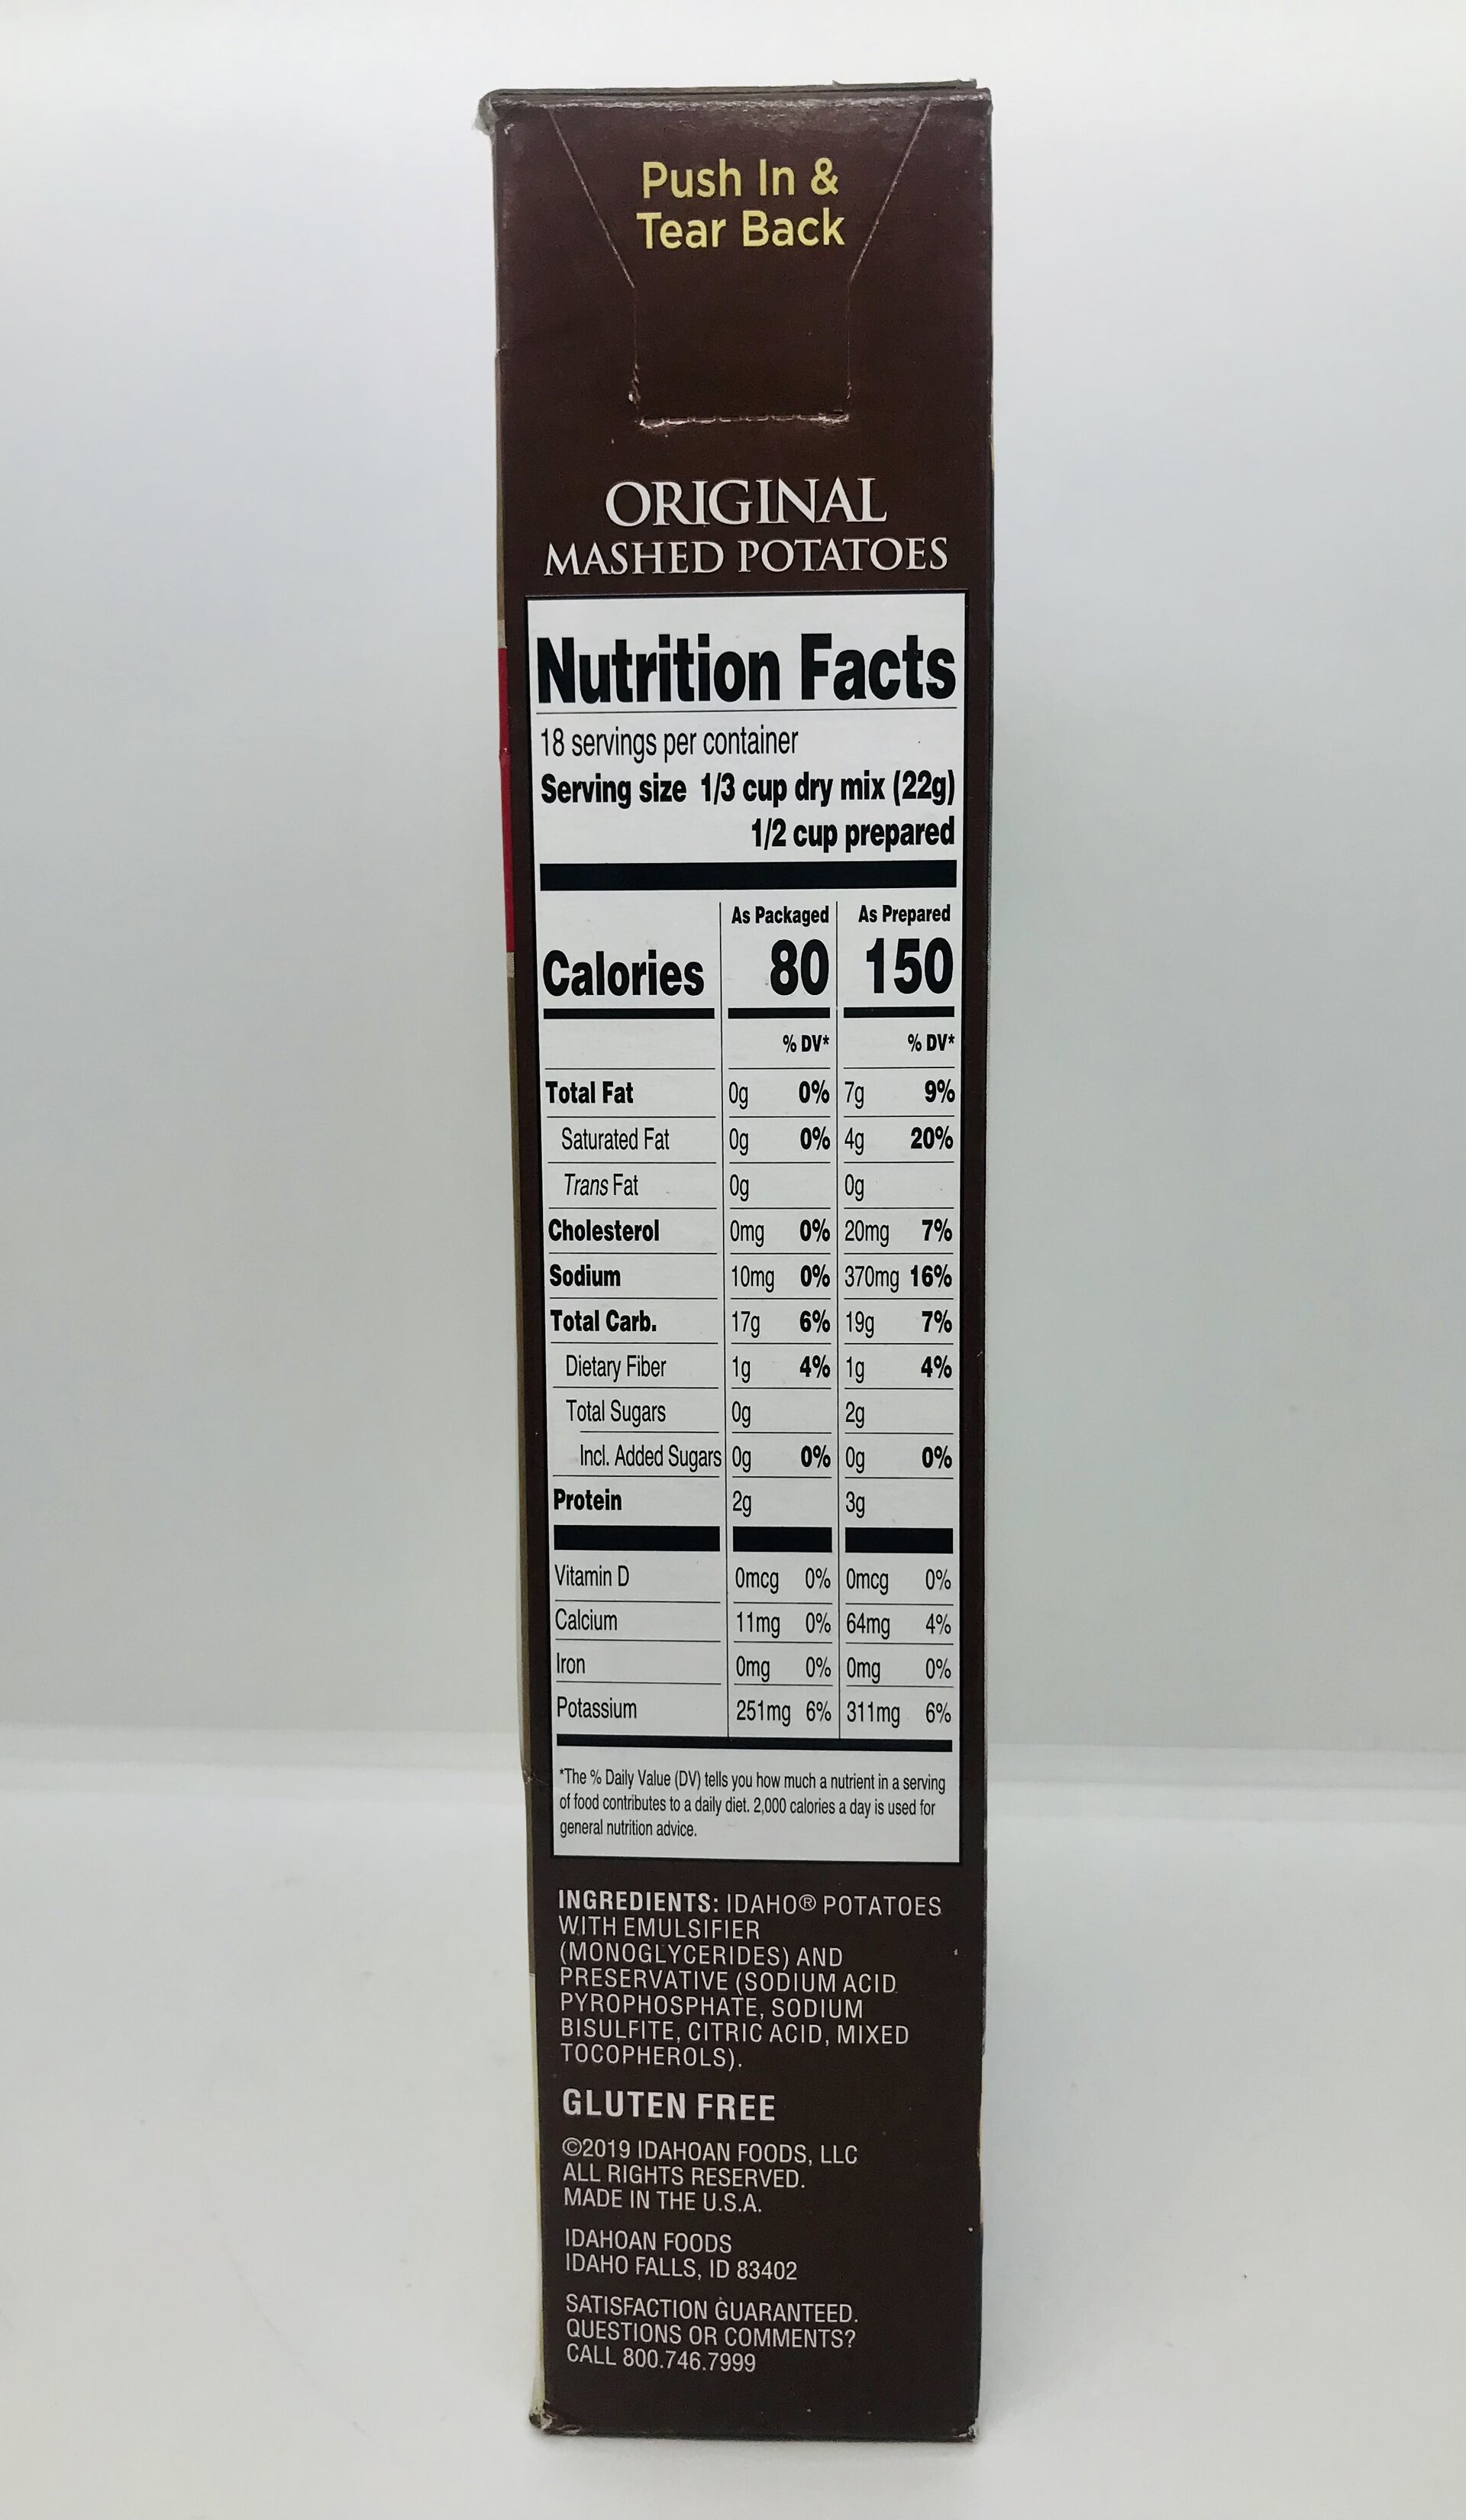 Push In &
Tear Back
ORIGINAL
MASHED POTATOES
Nutrition Facts
18 servings per container
Serving size 1/3 cup dry mix (22g)
1/2 cup prepared
As Packaged As Prepared
Calories 80 150
% DV* % DV*
Total Fat 0g 0% 7g 9%
Saturated Fat 0g 0% 4g 20%
Trans Fat 0g 0g
Cholesterol 0mg 0% 20mg 7%
Sodium 10mg 0% 370mg 16%
Total Carb. 17g 6% 19g 7%
Dietary Fiber 1g 4% 1g 4%
Total Sugars 0g 2g
Incl. Added Sugars 0g 0% 0g 0%
Protein 2g 3g
Vitamin D 0mcg 0% 0mcg 0%
Calcium 11mg 0% 64mg 4%
Iron 0mg 0% 0mg 0%
Potassium 251mg 6% 311mg 6%
*The % Daily Value (DV) tells you how much a nutrient in a serving
of food contributes to a daily diet. 2,000 calories a day is used for
general nutrition advice.
INGREDIENTS: IDAHO® POTATOES
WITH EMULSIFIER
(MONOGLYCERIDES) AND
PRESERVATIVE (SODIUM ACID
PYROPHOSPHATE, SODIUM
BISULFITE, CITRIC ACID, MIXED
TOCOPHEROLS).
GLUTEN FREE
©2019 IDAHOAN FOODS, LLC
ALL RIGHTS RESERVED.
MADE IN THE U.S.A.
IDAHOAN FOODS
IDAHO FALLS, ID 83402
SATISFACTION GUARANTEED.
QUESTIONS OR COMMENTS?
CALL 800.746.7999